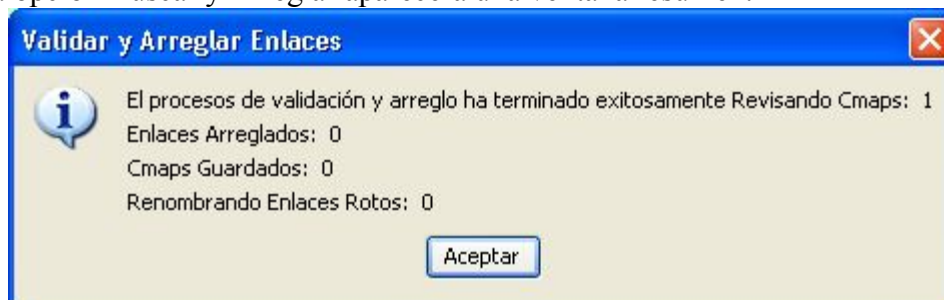 Validar y Arreglar Enlaces
El procesos de validación y arreglo ha terminado exitosamente Revisando Cmaps: 1
Enlaces Arreglados: 0
Cmaps Guardados: 0
Renombrando Enlaces Rotos: 0
Aceptar